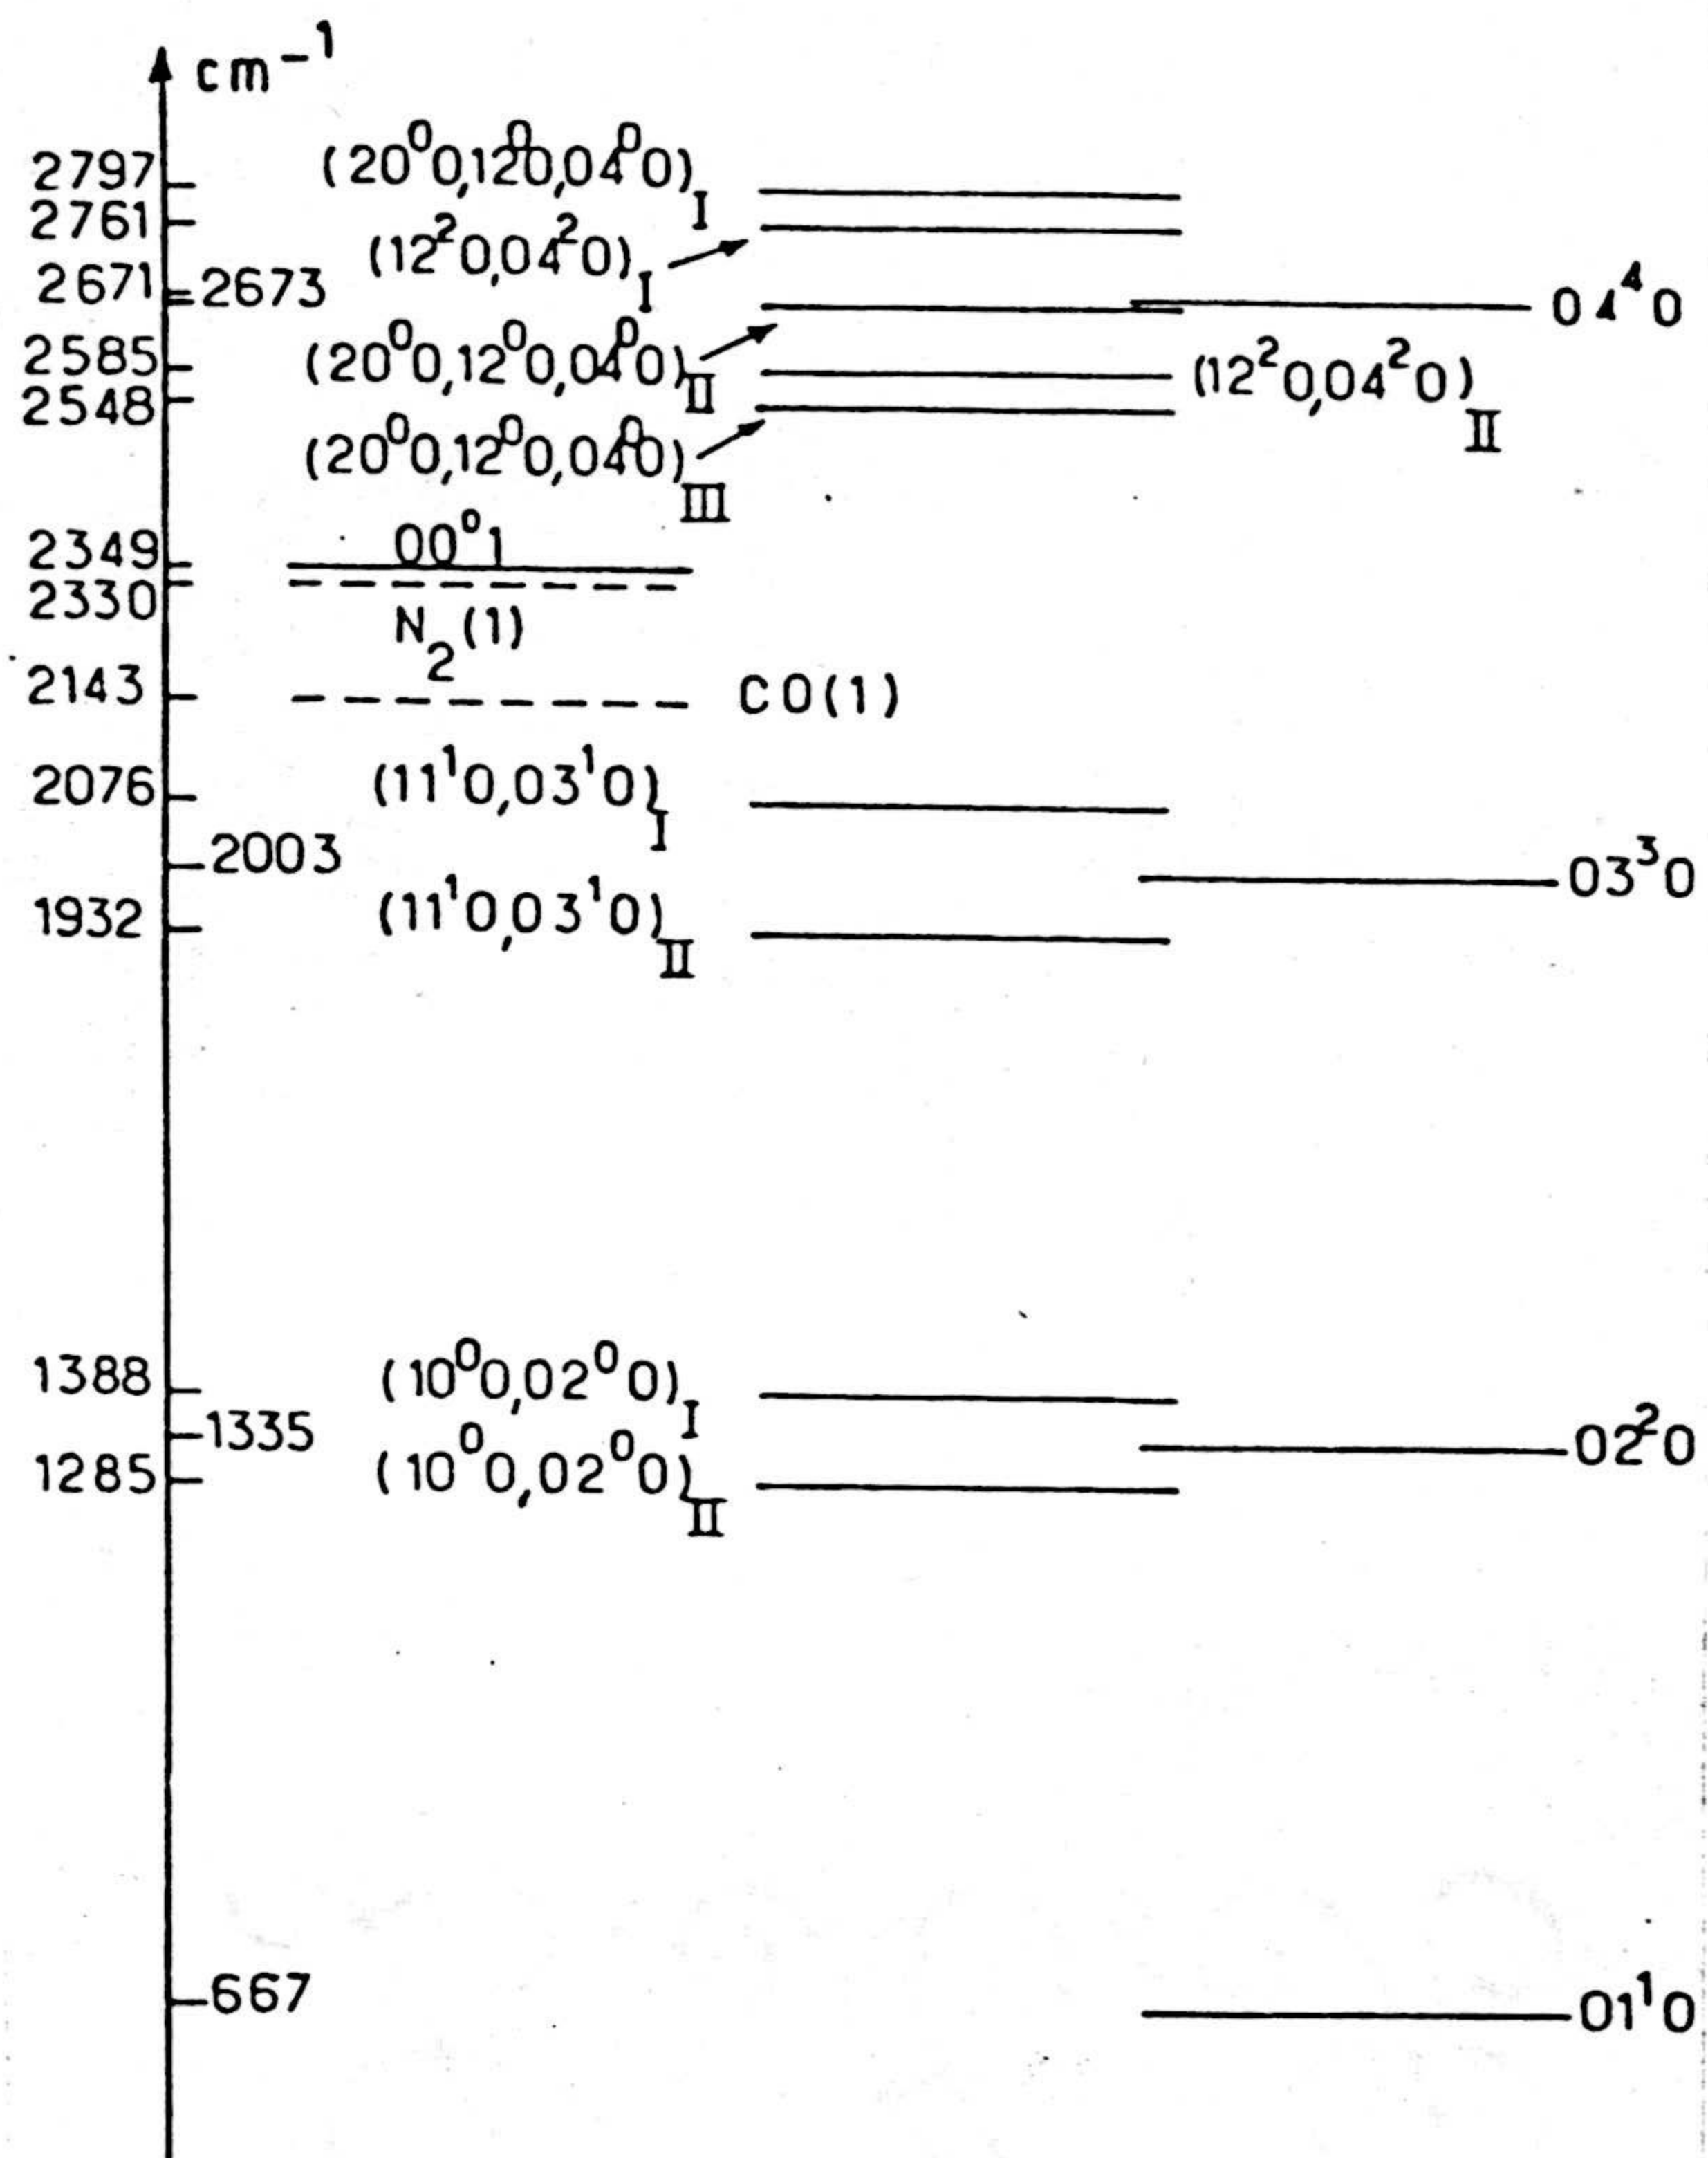 cm⁻¹
2797 (20⁰0,12⁰0,04⁰0)I
2761 (12²0,04²0)I
2671 2673 04⁴0
2585 (20⁰0,12⁰0,04⁰0)II (12²0,04²0)II
2548 (20⁰0,12⁰0,04⁰0)III
2349 00⁰1
2330 N₂(1)
2143 CO(1)
2076 (11¹0,03¹0)I
2003 03³0
1932 (11¹0,03¹0)II
1388 (10⁰0,02⁰0)I
1335 02²0
1285 (10⁰0,02⁰0)II
667 01¹0